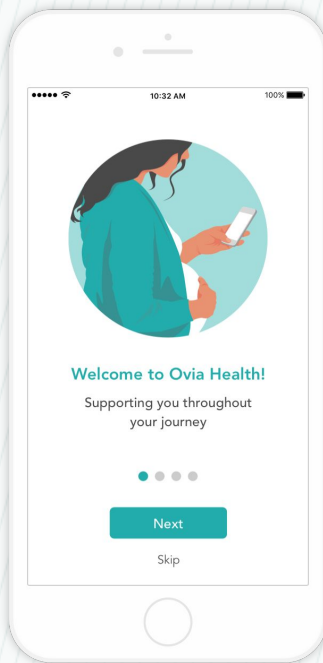 10:32 AM 100%
Welcome to Ovia Health!
Supporting you throughout
your journey
Next
Skip